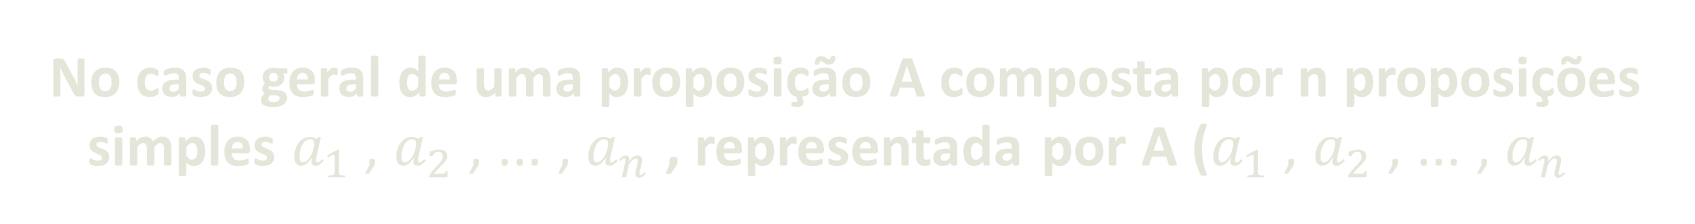 No caso geral de uma proposição A composta por n proposições
simples 𝑎₁ , 𝑎₂ , … , 𝑎ₙ , representada por A (𝑎₁ , 𝑎₂ , … , 𝑎ₙ